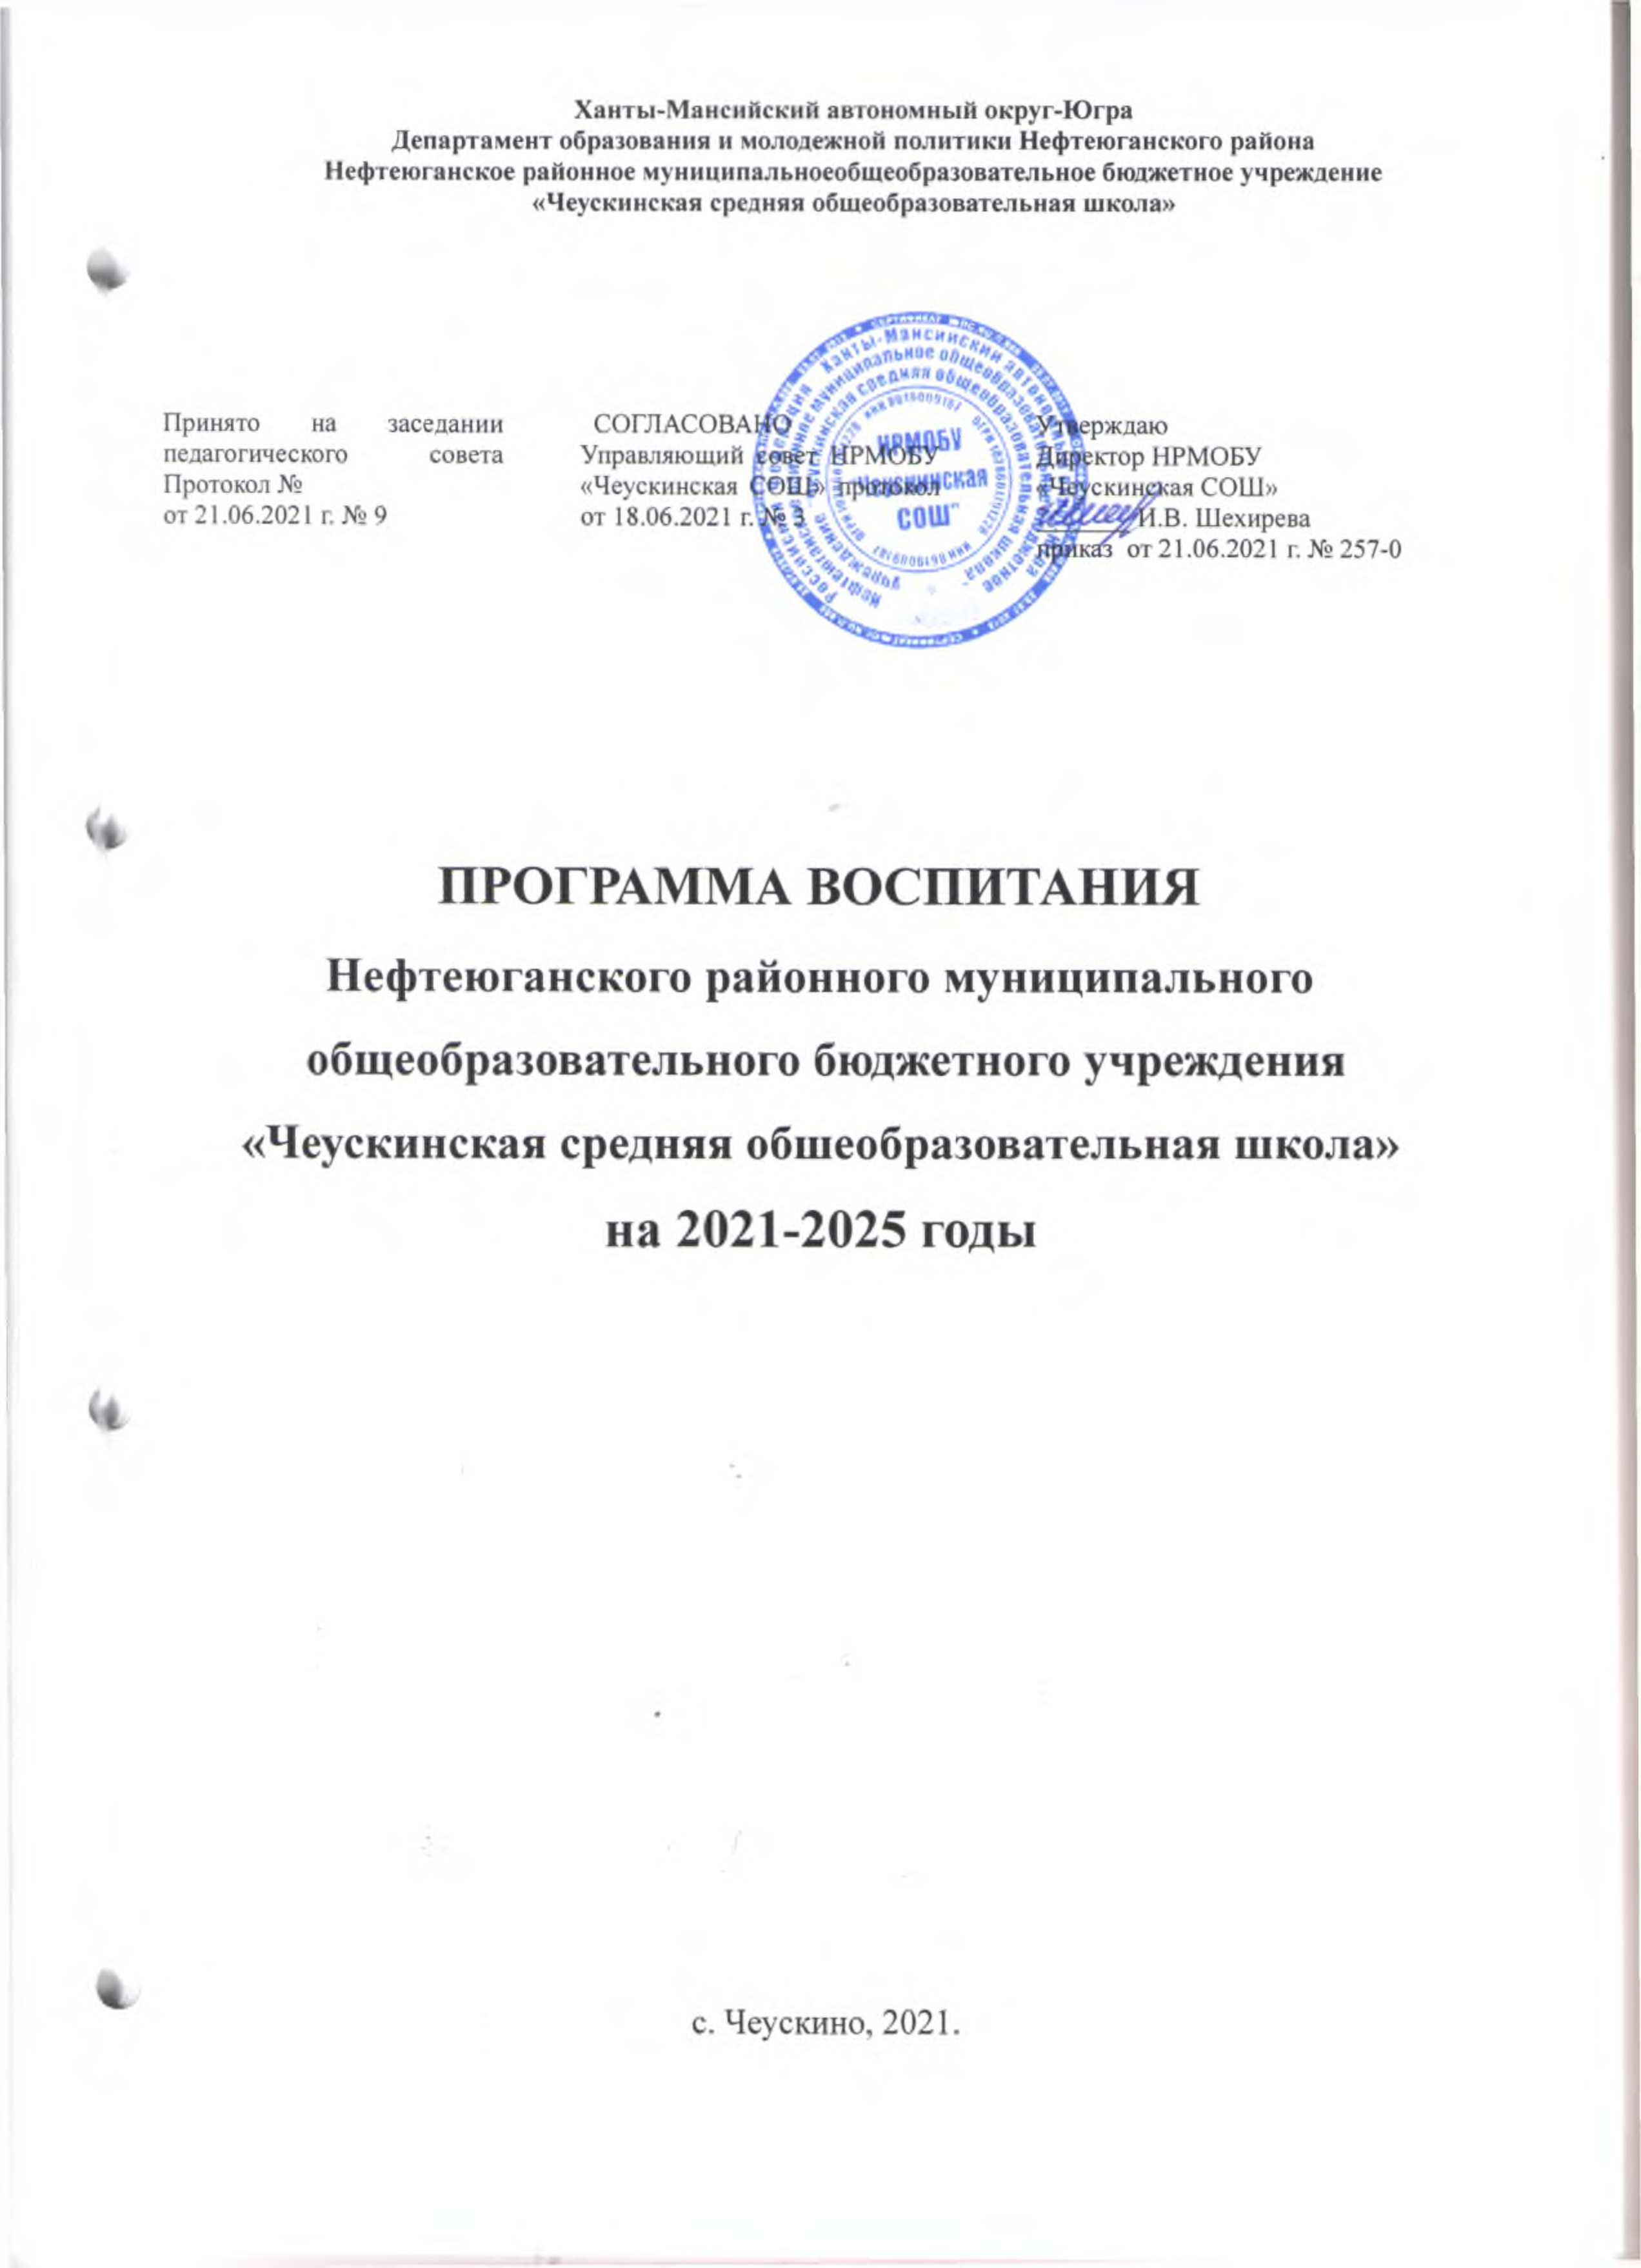 Ханты-Мансийский автономный округ-Югра
Департамент образования и молодежной политики Нефтеюганского района
Нефтеюганское районное муниципальноеобщеобразовательное бюджетное учреждение
«Чеускинская средняя общеобразовательная школа»
Принято на заседании
педагогического совета
Протокол №
от 21.06.2021 г. № 9
СОГЛАСОВАНО
Управляющий совет НРМОБУ
«Чеускинская СОШ» протокол
от 18.06.2021 г. № 3
Утверждаю
Директор НРМОБУ
«Чеускинская СОШ»
И.В. Шехирева
приказ от 21.06.2021 г. № 257-0
НРМОБУ
"Чеускинская
СОШ"
ПРОГРАММА ВОСПИТАНИЯ
Нефтеюганского районного муниципального
общеобразовательного бюджетного учреждения
«Чеускинская средняя обшеобразовательная школа»
на 2021-2025 годы
с. Чеускино, 2021.